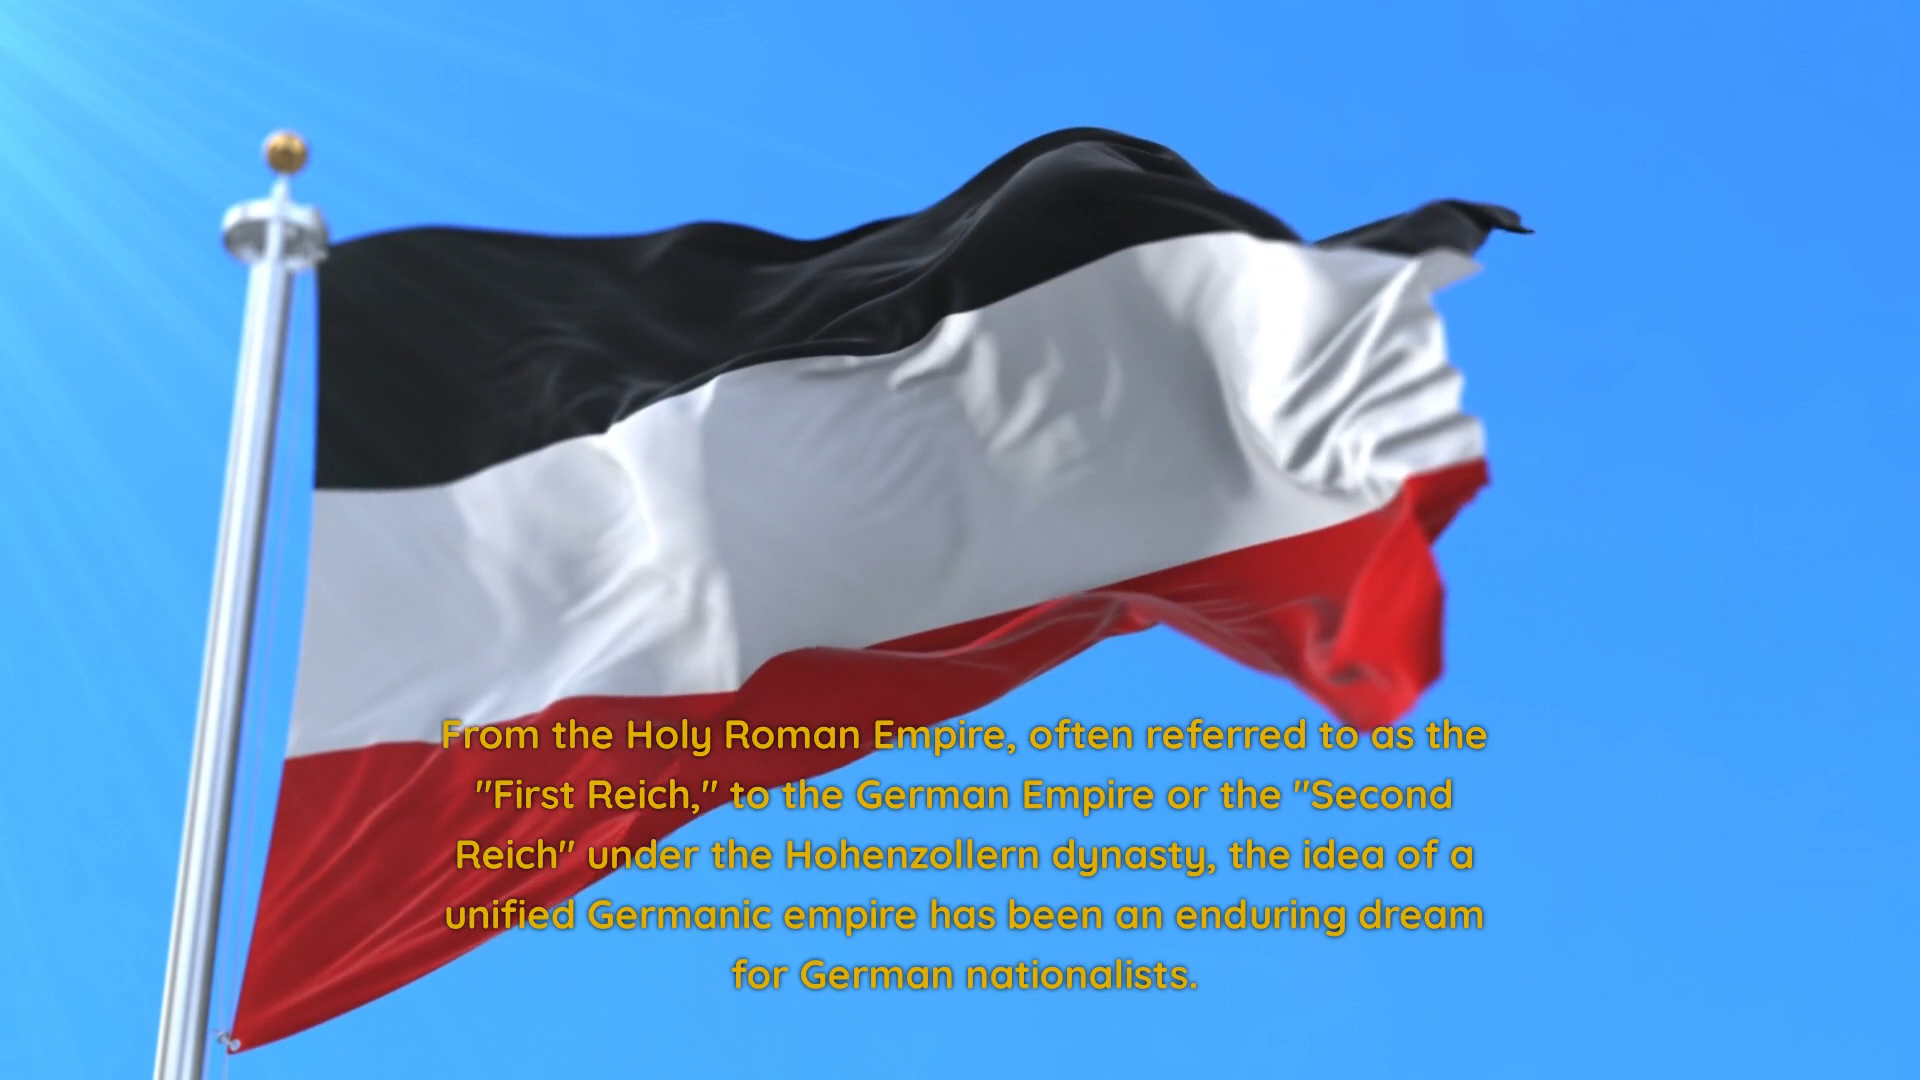 From the Holy Roman Empire, often referred to as the
"First Reich," to the German Empire or the "Second
Reich" under the Hohenzollern dynasty, the idea of a
unified Germanic empire has been an enduring dream
for German nationalists.